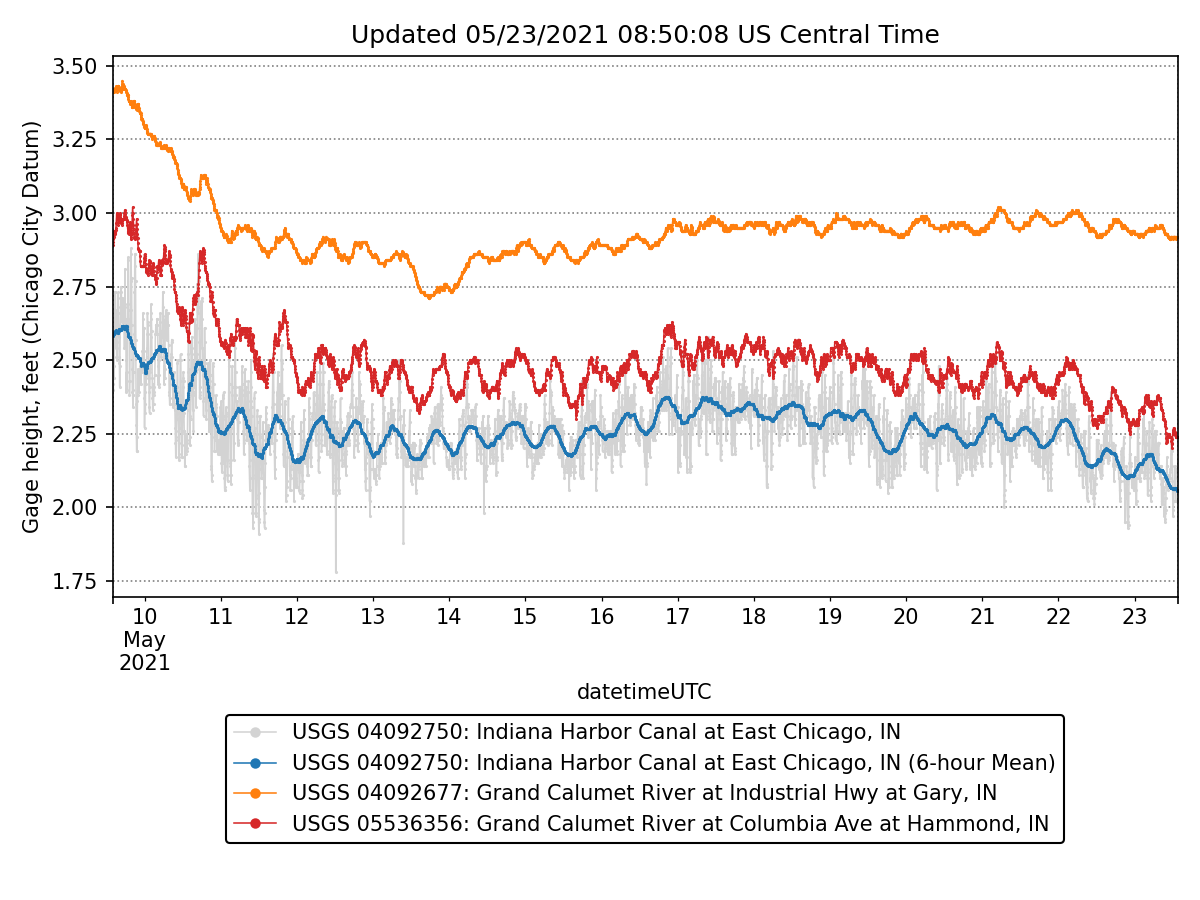 Updated 05/23/2021 08:50:08 US Central Time
Gage height, feet (Chicago City Datum)
3.50
3.25
3.00
2.75
2.50
2.25
2.00
1.75
10 11 12 13 14 15 16 17 18 19 20 21 22 23
May
2021
datetimeUTC
USGS 04092750: Indiana Harbor Canal at East Chicago, IN
USGS 04092750: Indiana Harbor Canal at East Chicago, IN (6-hour Mean)
USGS 04092677: Grand Calumet River at Industrial Hwy at Gary, IN
USGS 05536356: Grand Calumet River at Columbia Ave at Hammond, IN